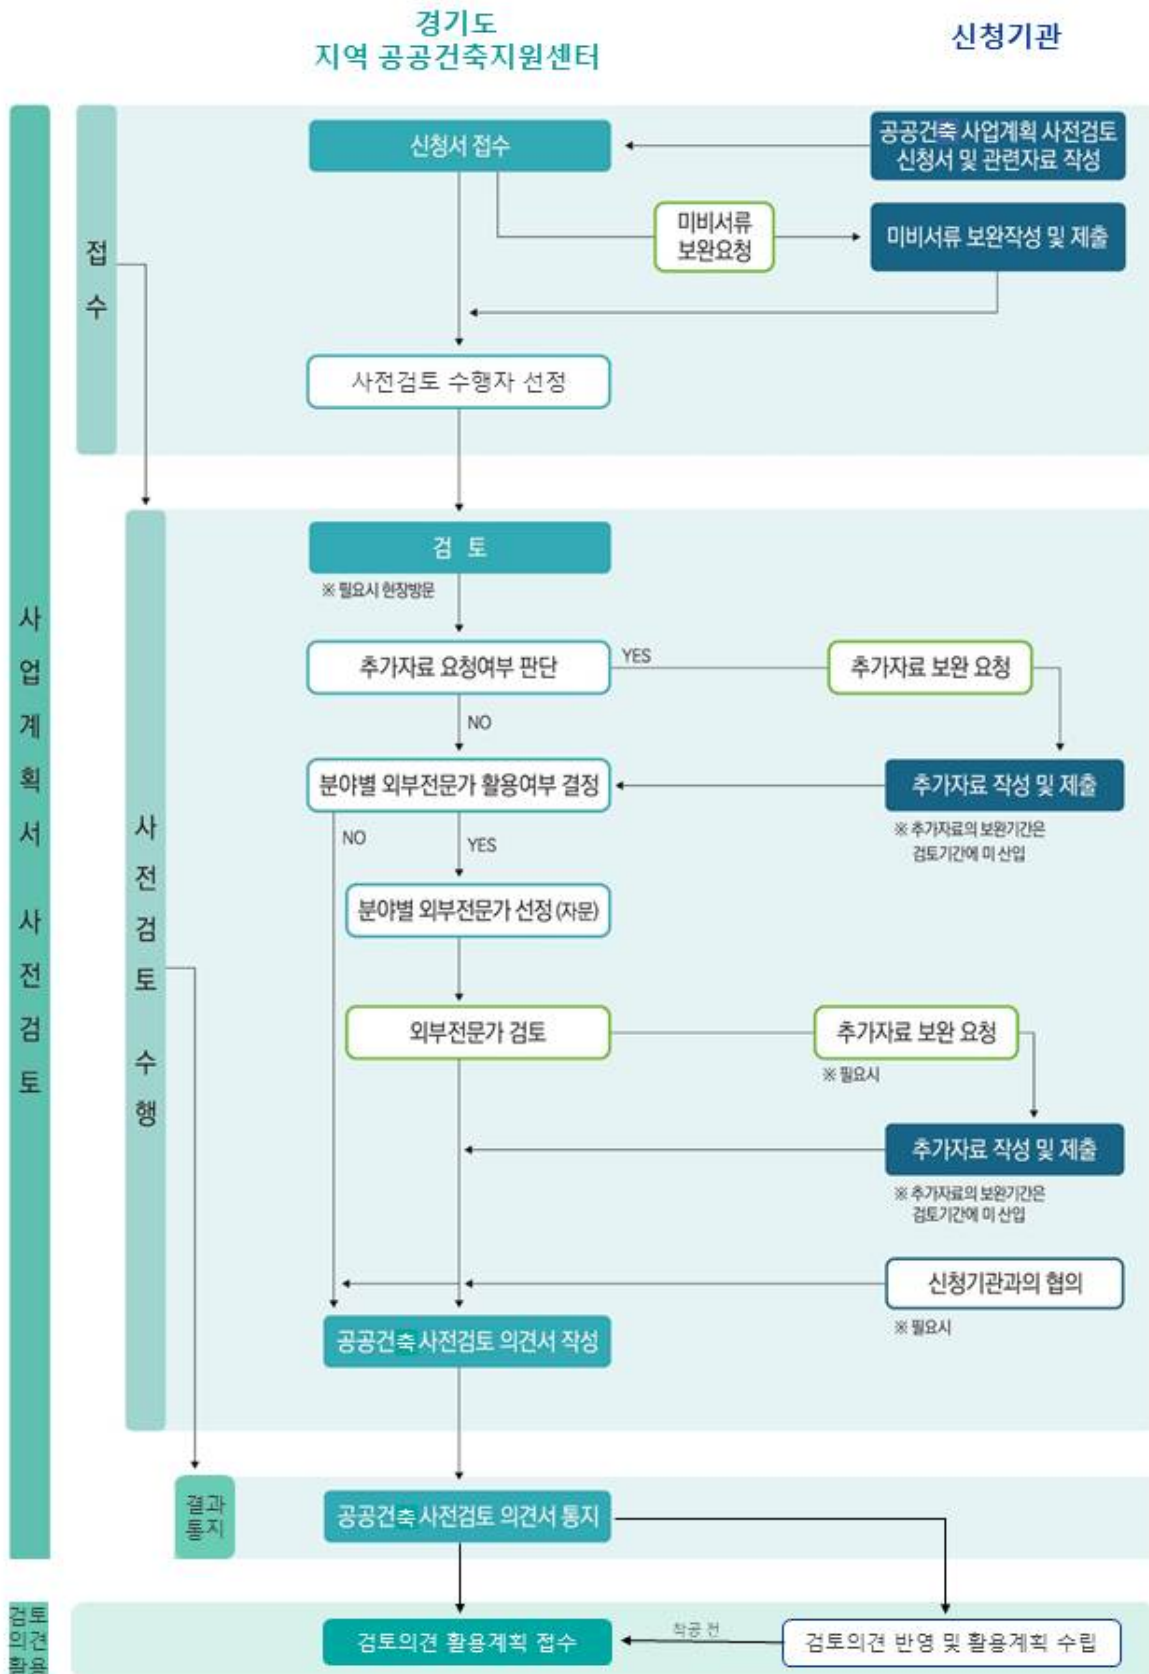 경기도
지역 공공건축지원센터
신청기관
접
수
신청서 접수
공공건축 사업계획 사전검토
신청서 및 관련자료 작성
미비서류
보완요청
미비서류 보완작성 및 제출
사전검토 수행자 선정
사
업
계
획
서
사
전
검
토
사
전
검
토
수
행
검 토
※ 필요시 현장방문
추가자료 요청여부 판단
YES
추가자료 보완 요청
NO
분야별 외부전문가 활용여부 결정
추가자료 작성 및 제출
※ 추가자료의 보완기간은
검토기간에 미 산입
NO
YES
분야별 외부전문가 선정 (자문)
외부전문가 검토
추가자료 보완 요청
※ 필요시
추가자료 작성 및 제출
※ 추가자료의 보완기간은
검토기간에 미 산입
신청기관과의 협의
※ 필요시
공공건축 사전검토 의견서 작성
결과
통지
공공건축 사전검토 의견서 통지
검토
의견
활용
검토의견 활용계획 접수
착공 전
검토의견 반영 및 활용계획 수립